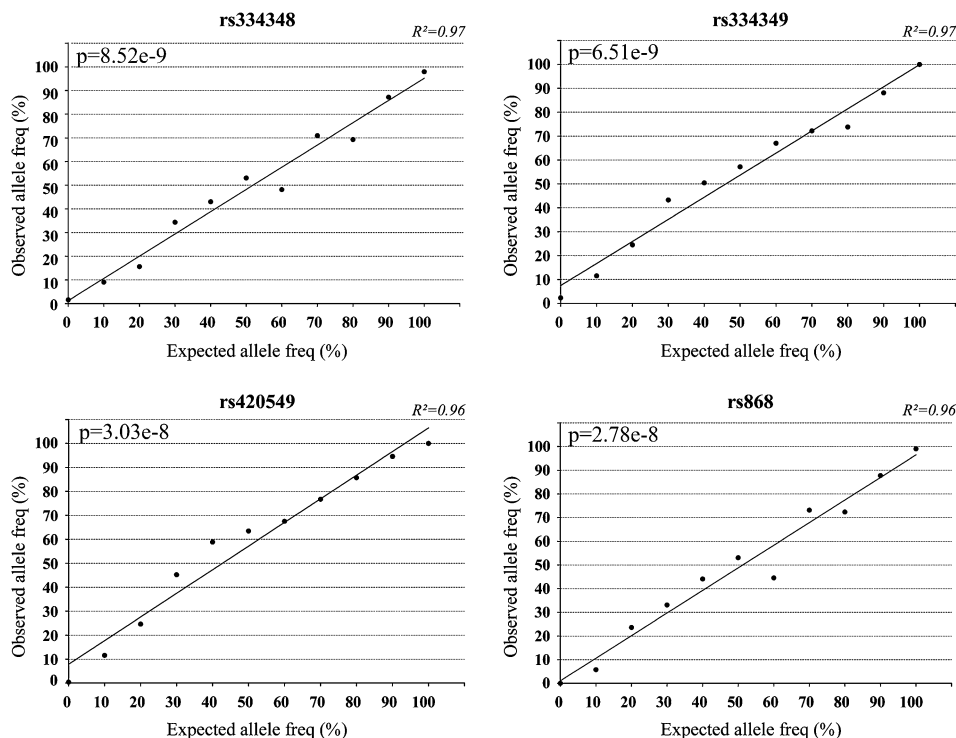 rs334348
R²=0.97
p=8.52e-9
Observed allele freq (%)
100
90
80
70
60
50
40
30
20
10
0
0 10 20 30 40 50 60 70 80 90 100
Expected allele freq (%)
rs334349
R²=0.97
p=6.51e-9
Observed allele freq (%)
100
90
80
70
60
50
40
30
20
10
0
0 10 20 30 40 50 60 70 80 90 100
Expected allele freq (%)
rs420549
R²=0.96
p=3.03e-8
Observed allele freq (%)
100
90
80
70
60
50
40
30
20
10
0
0 10 20 30 40 50 60 70 80 90 100
Expected allele freq (%)
rs868
R²=0.96
p=2.78e-8
Observed allele freq (%)
100
90
80
70
60
50
40
30
20
10
0
0 10 20 30 40 50 60 70 80 90 100
Expected allele freq (%)